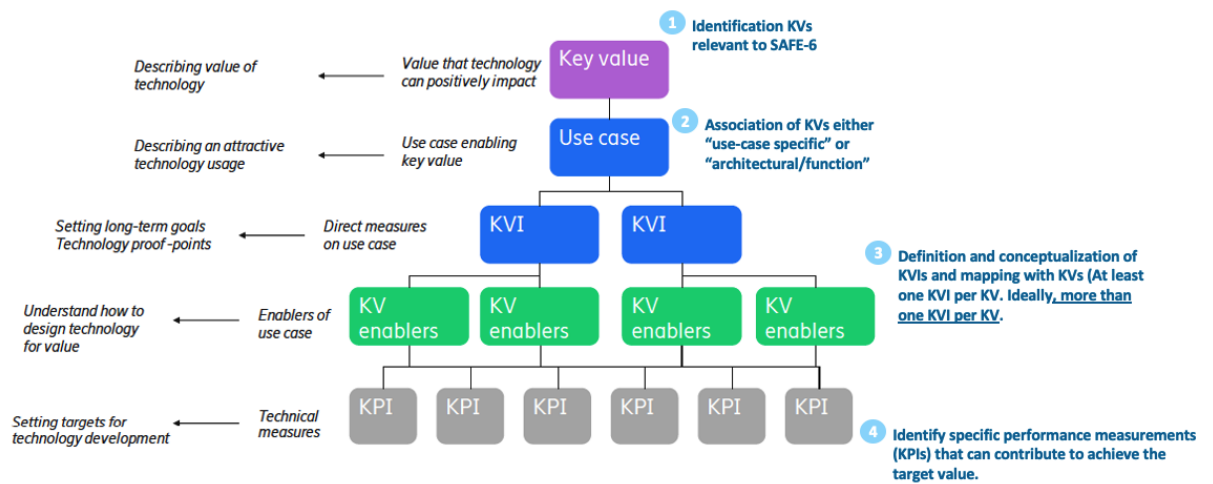 1 Identification KVs
relevant to SAFE-6
Key value
Value that technology
can positively impact
Describing value of
technology
2 Association of KVs either
“use-case specific” or
“architectural/function”
Use case
Use case enabling
key value
Describing an attractive
technology usage
KVI
KVI
Direct measures
on use case
Setting long-term goals
Technology proof-points
3 Definition and conceptualization of
KVIs and mapping with KVs (At least
one KVI per KV. Ideally, more than
one KVI per KV.
KV
enablers
KV
enablers
KV
enablers
KV
enablers
Enablers of
use case
Understand how to
design technology
for value
KPI
KPI
KPI
KPI
KPI
KPI
Technical
measures
Setting targets for
technology development
4 Identify specific performance measurements
(KPIs) that can contribute to achieve the
target value.